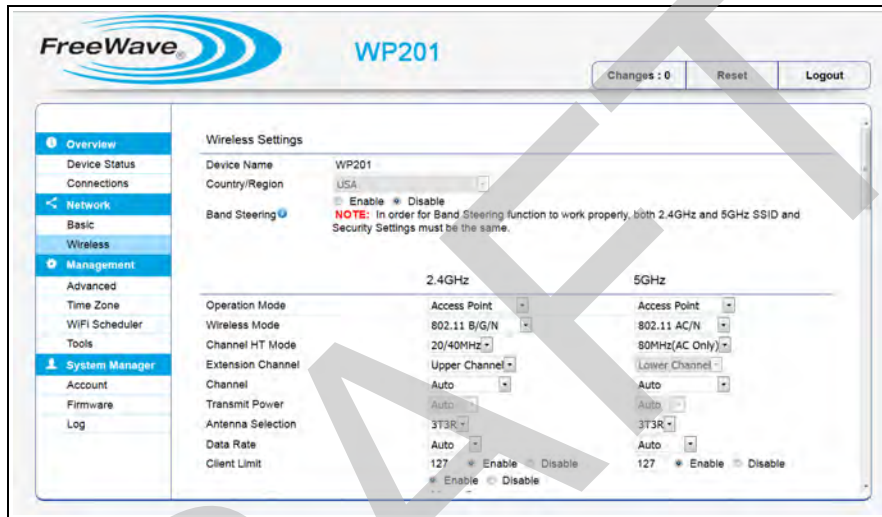 FreeWave®
WP201
Changes : 0 Reset Logout
Overview
Device Status
Connections
Network
Basic
Wireless
Management
Advanced
Time Zone
WiFi Scheduler
Tools
System Manager
Account
Firmware
Log
Wireless Settings
Device Name WP201
Country/Region USA
Band Steering Enable Disable
NOTE: In order for Band Steering function to work properly, both 2.4GHz and 5GHz SSID and
Security Settings must be the same.
2.4GHz 5GHz
Operation Mode Access Point Access Point
Wireless Mode 802.11 B/G/N 802.11 AC/N
Channel HT Mode 20/40MHz 80MHz(AC Only)
Extension Channel Upper Channel Lower Channel
Channel Auto Auto
Transmit Power Auto Auto
Antenna Selection 3T3R 3T3R
Data Rate Auto Auto
Client Limit 127 Enable Disable 127 Enable Disable
Enable Disable